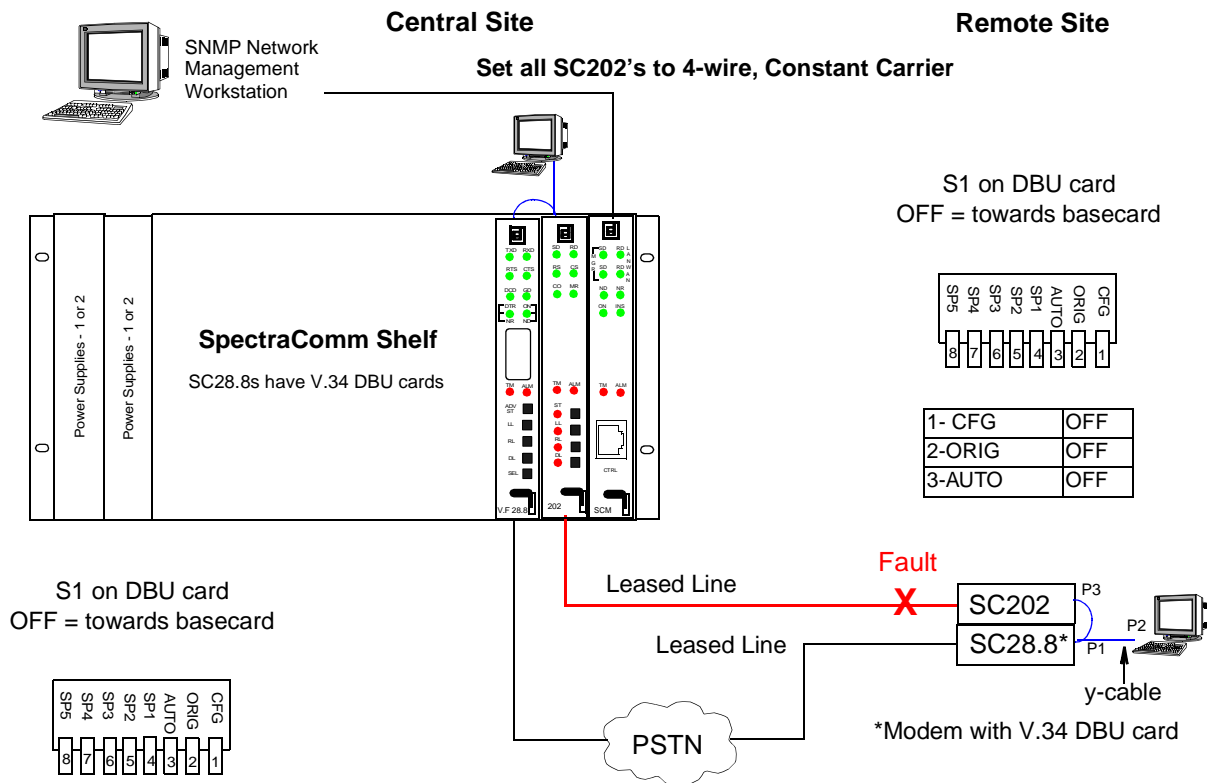 Central Site
Remote Site
SNMP Network
Management
Workstation
Set all SC202's to 4-wire, Constant Carrier
S1 on DBU card
OFF = towards basecard
SP5 SP4 SP3 SP2 SP1 AUTO ORIG CFG
8 7 6 5 4 3 2 1
1- CFG OFF
2-ORIG OFF
3-AUTO OFF
Power Supplies - 1 or 2
Power Supplies - 1 or 2
SpectraComm Shelf
SC28.8s have V.34 DBU cards
TXD RXD
RTS CTS
DCD GD
DTR ON
NR ND
TM ALM
ADV
ST
LL
RL
DL
SEL
V.F 28.8
SD RD
RS CS
CO MR
TM ALM
ST
LL
RL
DL
202
SD RD
SD RD
MGP
LAN
WAN
ND NR
ON INS
TM ALM
CTRL
SCM
Fault
X
Leased Line
SC202
P3
SC28.8*
P1
P2
Leased Line
y-cable
*Modem with V.34 DBU card
PSTN
S1 on DBU card
OFF = towards basecard
SP5 SP4 SP3 SP2 SP1 AUTO ORIG CFG
8 7 6 5 4 3 2 1